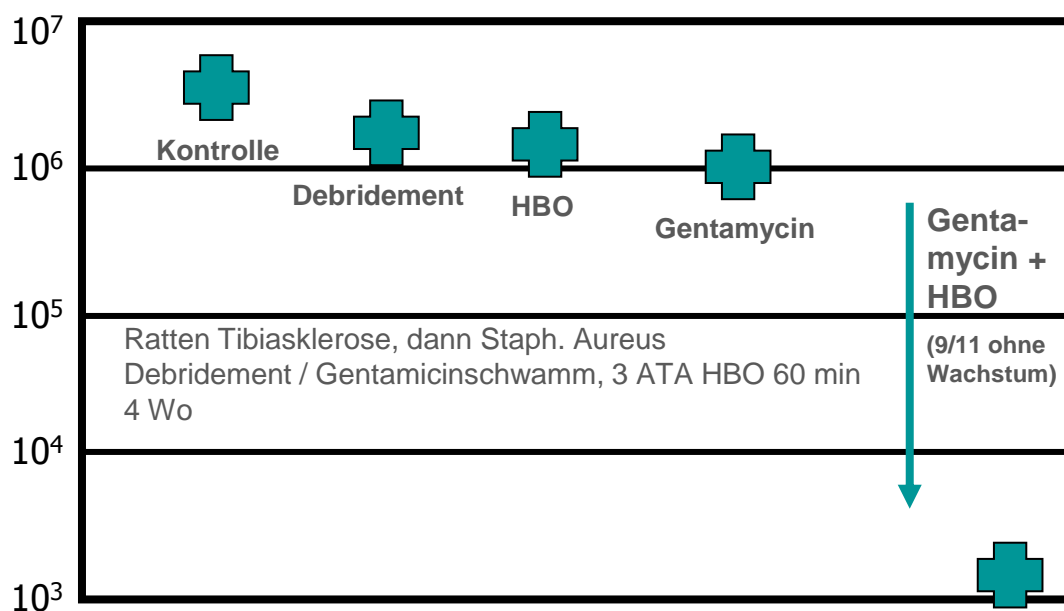 10⁷
Kontrolle
10⁶
Debridement
HBO
Gentamycin
Genta-
mycin +
HBO
(9/11 ohne
Wachstum)
10⁵
Ratten Tibiasklerose, dann Staph. Aureus
Debridement / Gentamicinschwamm, 3 ATA HBO 60 min
4 Wo
10⁴
10³